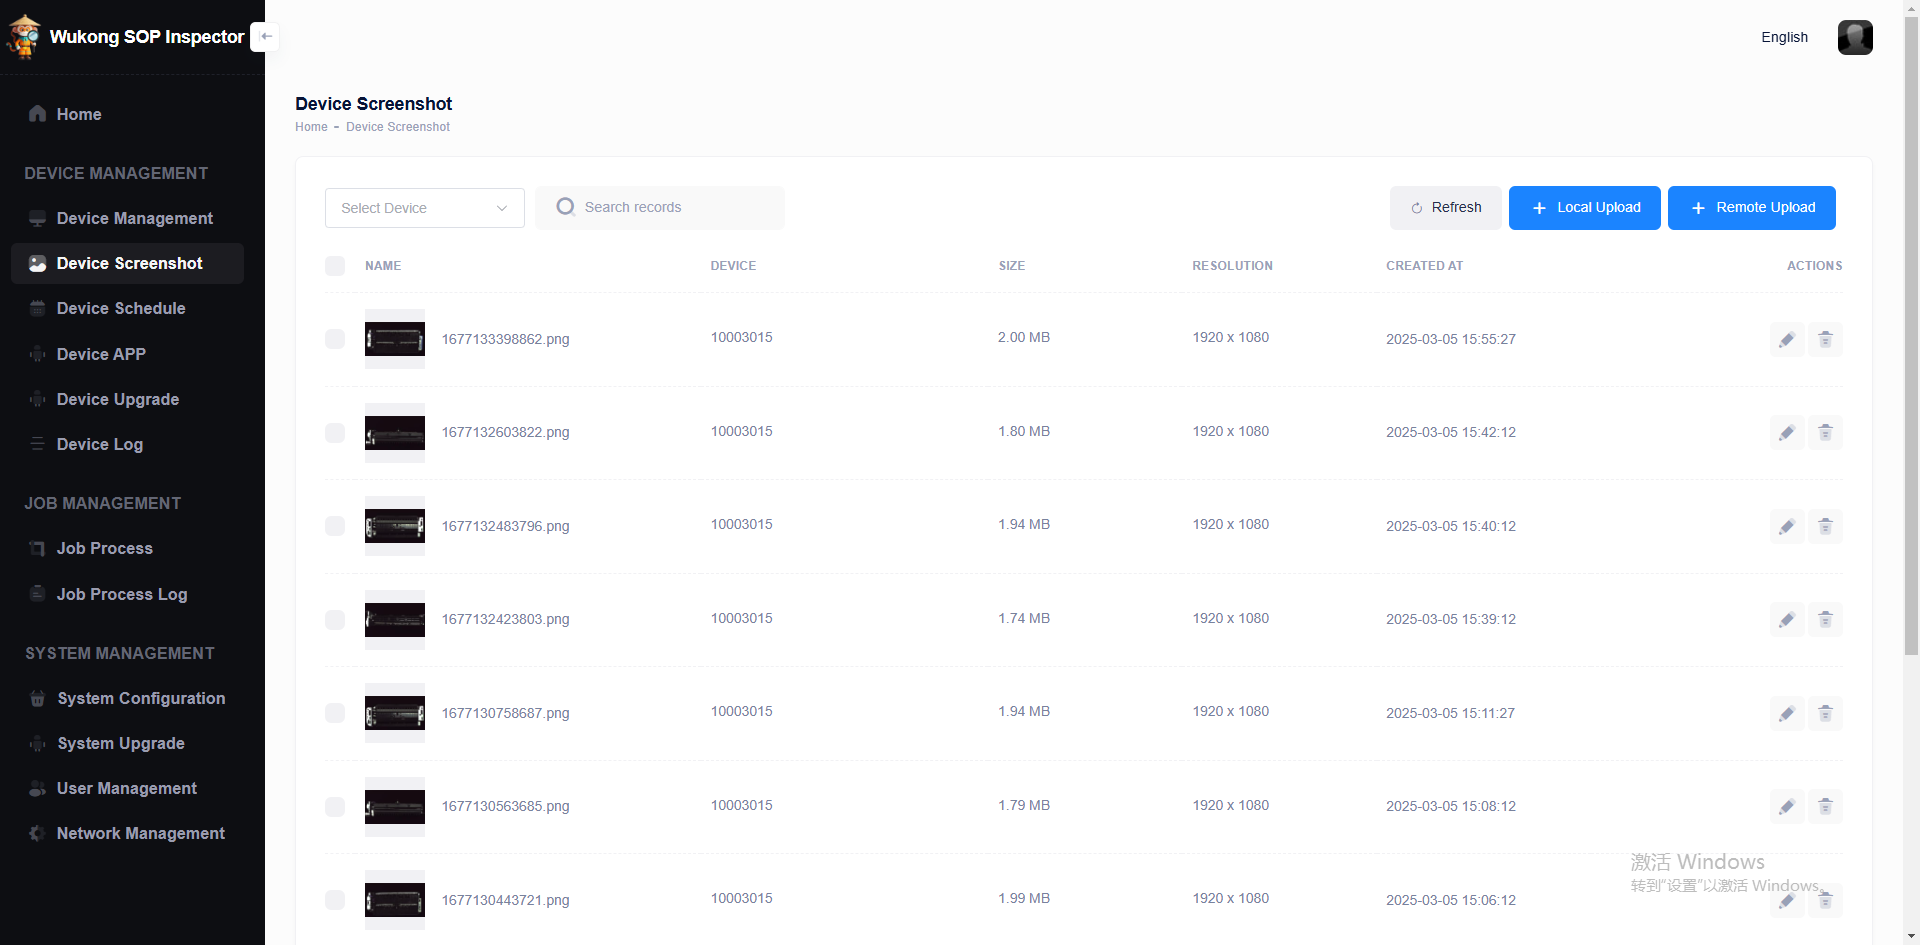 Wukong SOP Inspector
English
Home
DEVICE MANAGEMENT
Device Management
Device Screenshot
Device Schedule
Device APP
Device Upgrade
Device Log
JOB MANAGEMENT
Job Process
Job Process Log
SYSTEM MANAGEMENT
System Configuration
System Upgrade
User Management
Network Management
Device Screenshot
Home - Device Screenshot
Select Device
Search records
Refresh
Local Upload
Remote Upload
NAME DEVICE SIZE RESOLUTION CREATED AT ACTIONS
1677133398862.png 10003015 2.00 MB 1920 x 1080 2025-03-05 15:55:27
1677132603822.png 10003015 1.80 MB 1920 x 1080 2025-03-05 15:42:12
1677132483796.png 10003015 1.94 MB 1920 x 1080 2025-03-05 15:40:12
1677132423803.png 10003015 1.74 MB 1920 x 1080 2025-03-05 15:39:12
1677130758687.png 10003015 1.94 MB 1920 x 1080 2025-03-05 15:11:27
1677130563685.png 10003015 1.79 MB 1920 x 1080 2025-03-05 15:08:12
1677130443721.png 10003015 1.99 MB 1920 x 1080 2025-03-05 15:06:12
激活 Windows
转到“设置”以激活 Windows。